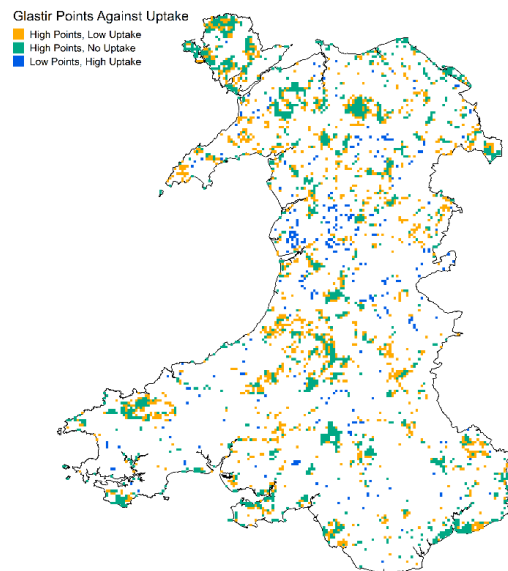 Glastir Points Against Uptake
High Points, Low Uptake
High Points, No Uptake
Low Points, High Uptake